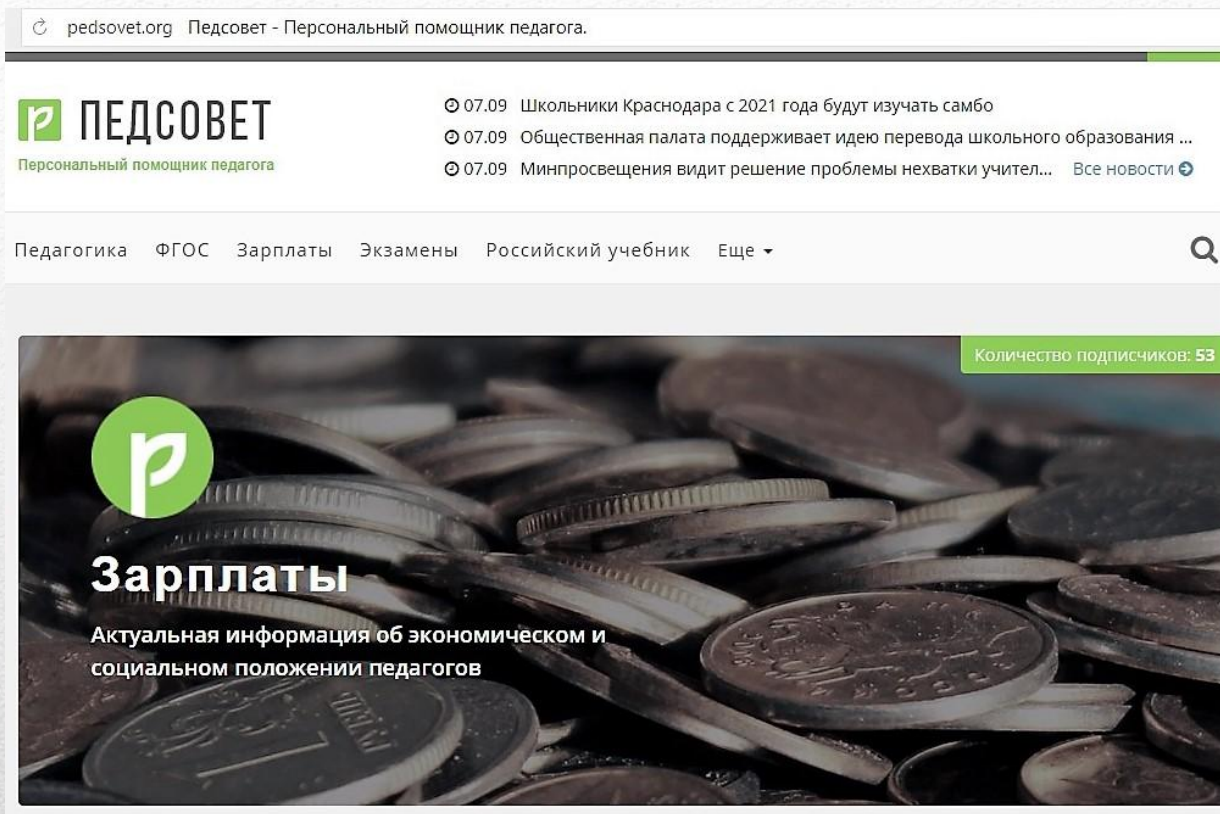 pedsovet.org Педсовет - Персональный помощник педагога.
ПЕДСОВЕТ
Персональный помощник педагога
07.09 Школьники Краснодара с 2021 года будут изучать самбо
07.09 Общественная палата поддерживает идею перевода школьного образования ...
07.09 Минпросвещения видит решение проблемы нехватки учител... Все новости
Педагогика ФГОС Зарплаты Экзамены Российский учебник Еще
Количество подписчиков: 53
Зарплаты
Актуальная информация об экономическом и
социальном положении педагогов
1